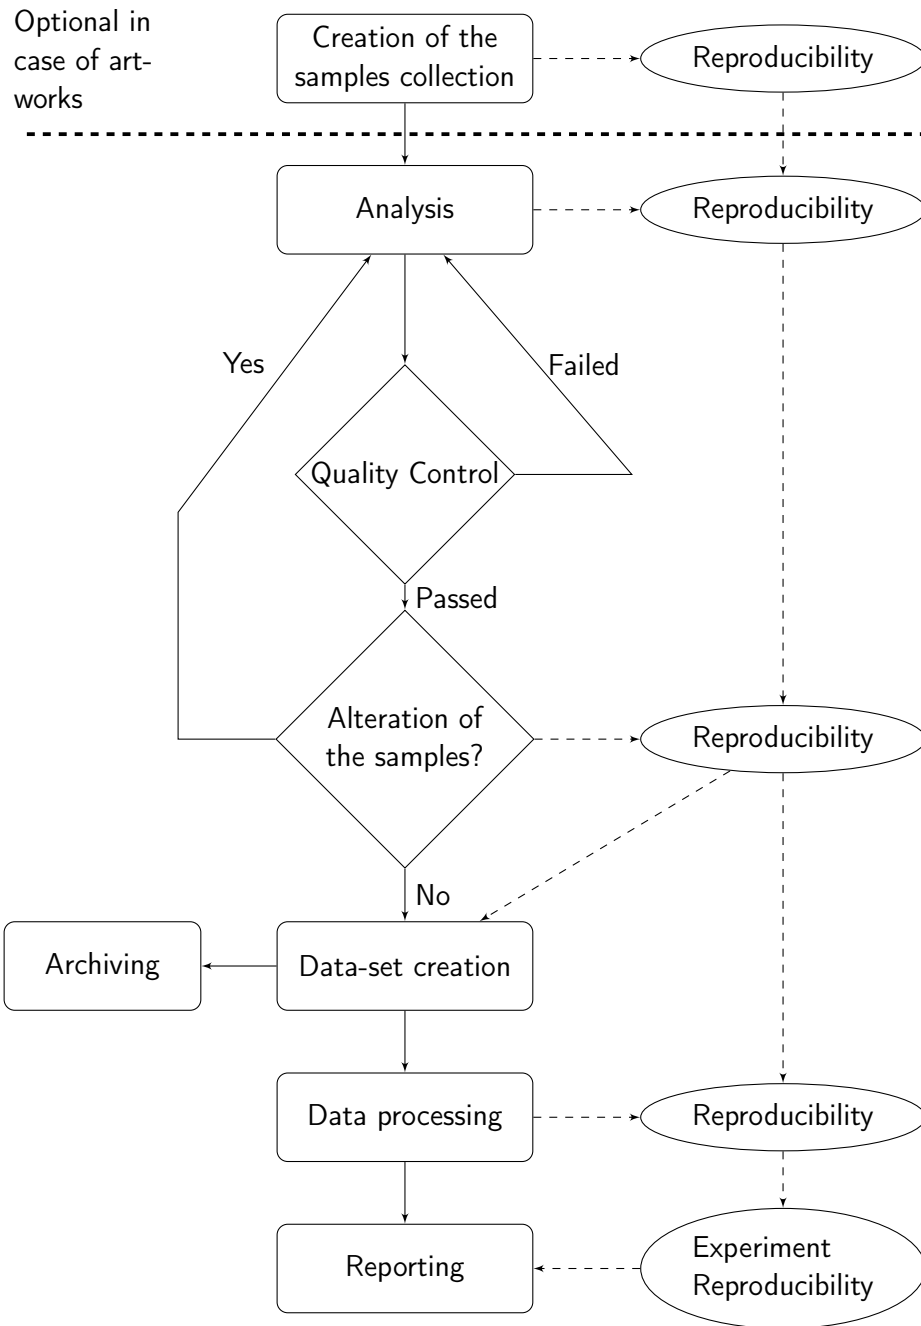 Optional in
case of art-
works
Creation of the
samples collection
Reproducibility
Analysis
Reproducibility
Yes
Failed
Quality Control
Passed
Alteration of
the samples?
Reproducibility
No
Archiving
Data-set creation
Data processing
Reproducibility
Reporting
Experiment
Reproducibility